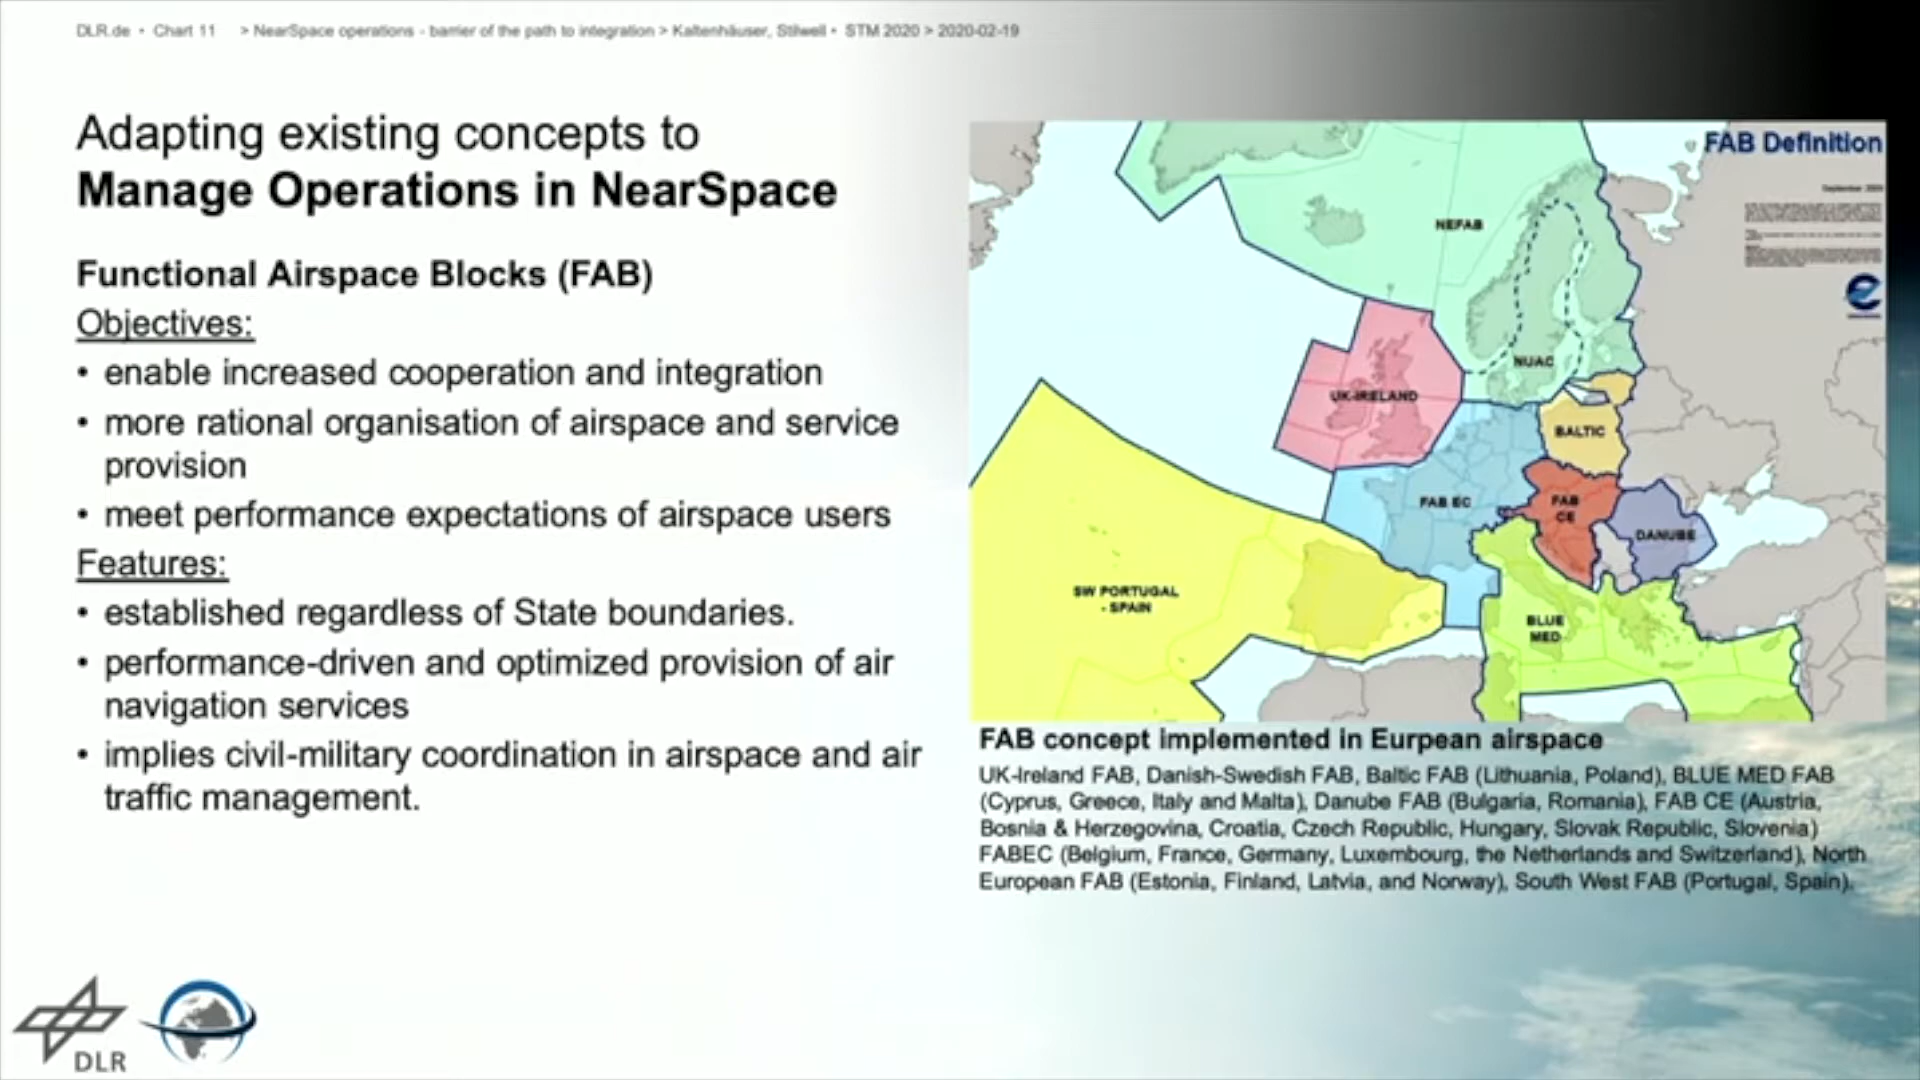 DLR.de • Chart 11 > NearSpace operations - barrier of the path to integration > Kaltenhäuser, Stilwell • STM 2020 > 2020-02-19
Adapting existing concepts to
Manage Operations in NearSpace
Functional Airspace Blocks (FAB)
Objectives:
• enable increased cooperation and integration
• more rational organisation of airspace and service
provision
• meet performance expectations of airspace users
Features:
• established regardless of State boundaries.
• performance-driven and optimized provision of air
navigation services
• implies civil-military coordination in airspace and air
traffic management.
FAB Definition
NEFAB
NUAC
UK-IRELAND
BALTIC
FAB EC
FAB
CE
DANUBE
SW PORTUGAL
- SPAIN
BLUE
MED
FAB concept implemented in Eurpean airspace
UK-Ireland FAB, Danish-Swedish FAB, Baltic FAB (Lithuania, Poland), BLUE MED FAB
(Cyprus, Greece, Italy and Malta), Danube FAB (Bulgaria, Romania), FAB CE (Austria,
Bosnia & Herzegovina, Croatia, Czech Republic, Hungary, Slovak Republic, Slovenia)
FABEC (Belgium, France, Germany, Luxembourg, the Netherlands and Switzerland), North
European FAB (Estonia, Finland, Latvia, and Norway), South West FAB (Portugal, Spain).
DLR